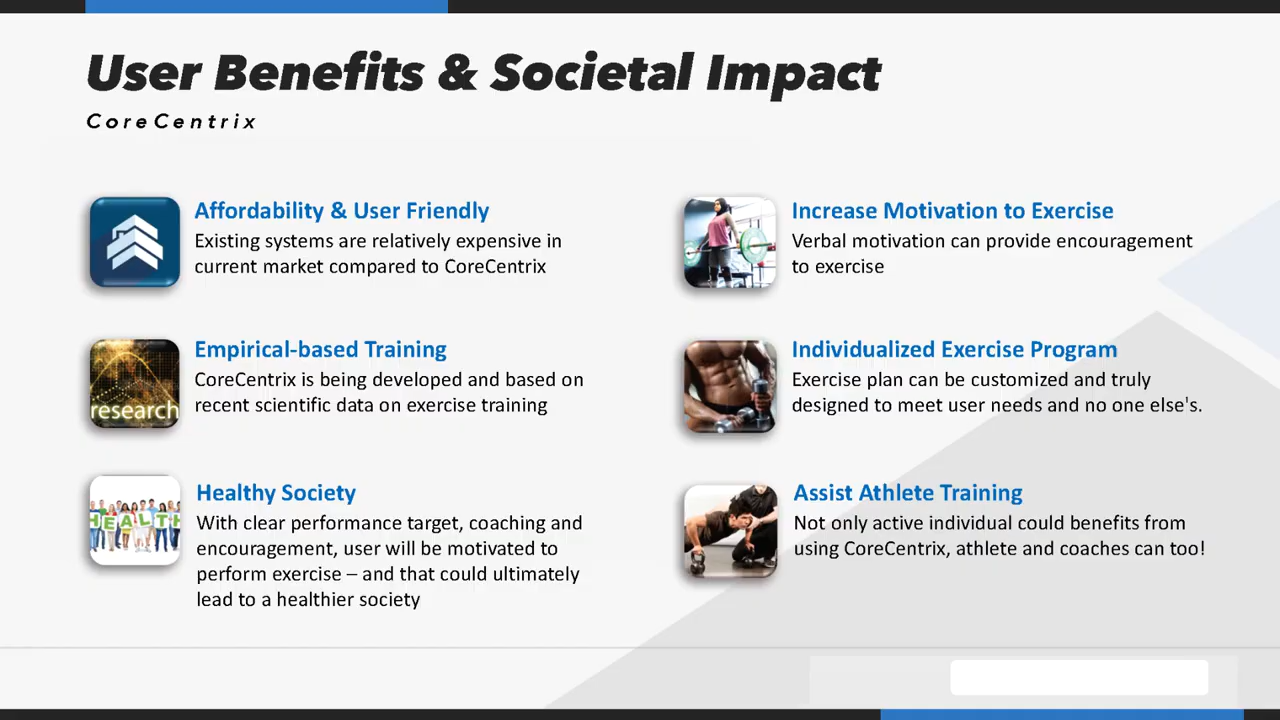 User Benefits & Societal Impact
CoreCentrix
Affordability & User Friendly
Existing systems are relatively expensive in
current market compared to CoreCentrix
Empirical-based Training
CoreCentrix is being developed and based on
recent scientific data on exercise training
research
Healthy Society
With clear performance target, coaching and
encouragement, user will be motivated to
perform exercise – and that could ultimately
lead to a healthier society
HEALTH
Increase Motivation to Exercise
Verbal motivation can provide encouragement
to exercise
Individualized Exercise Program
Exercise plan can be customized and truly
designed to meet user needs and no one else's.
Assist Athlete Training
Not only active individual could benefits from
using CoreCentrix, athlete and coaches can too!